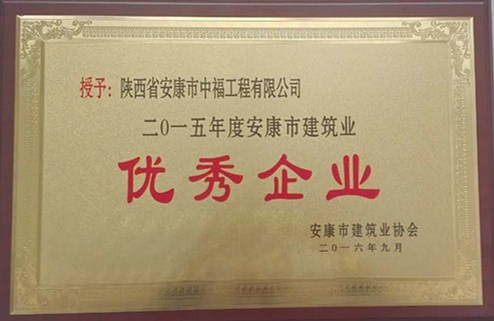 授予：陕西省安康市中福工程有限公司
二0一五年度安康市建筑业
优秀企业
安康市建筑业协会
二0一六年九月